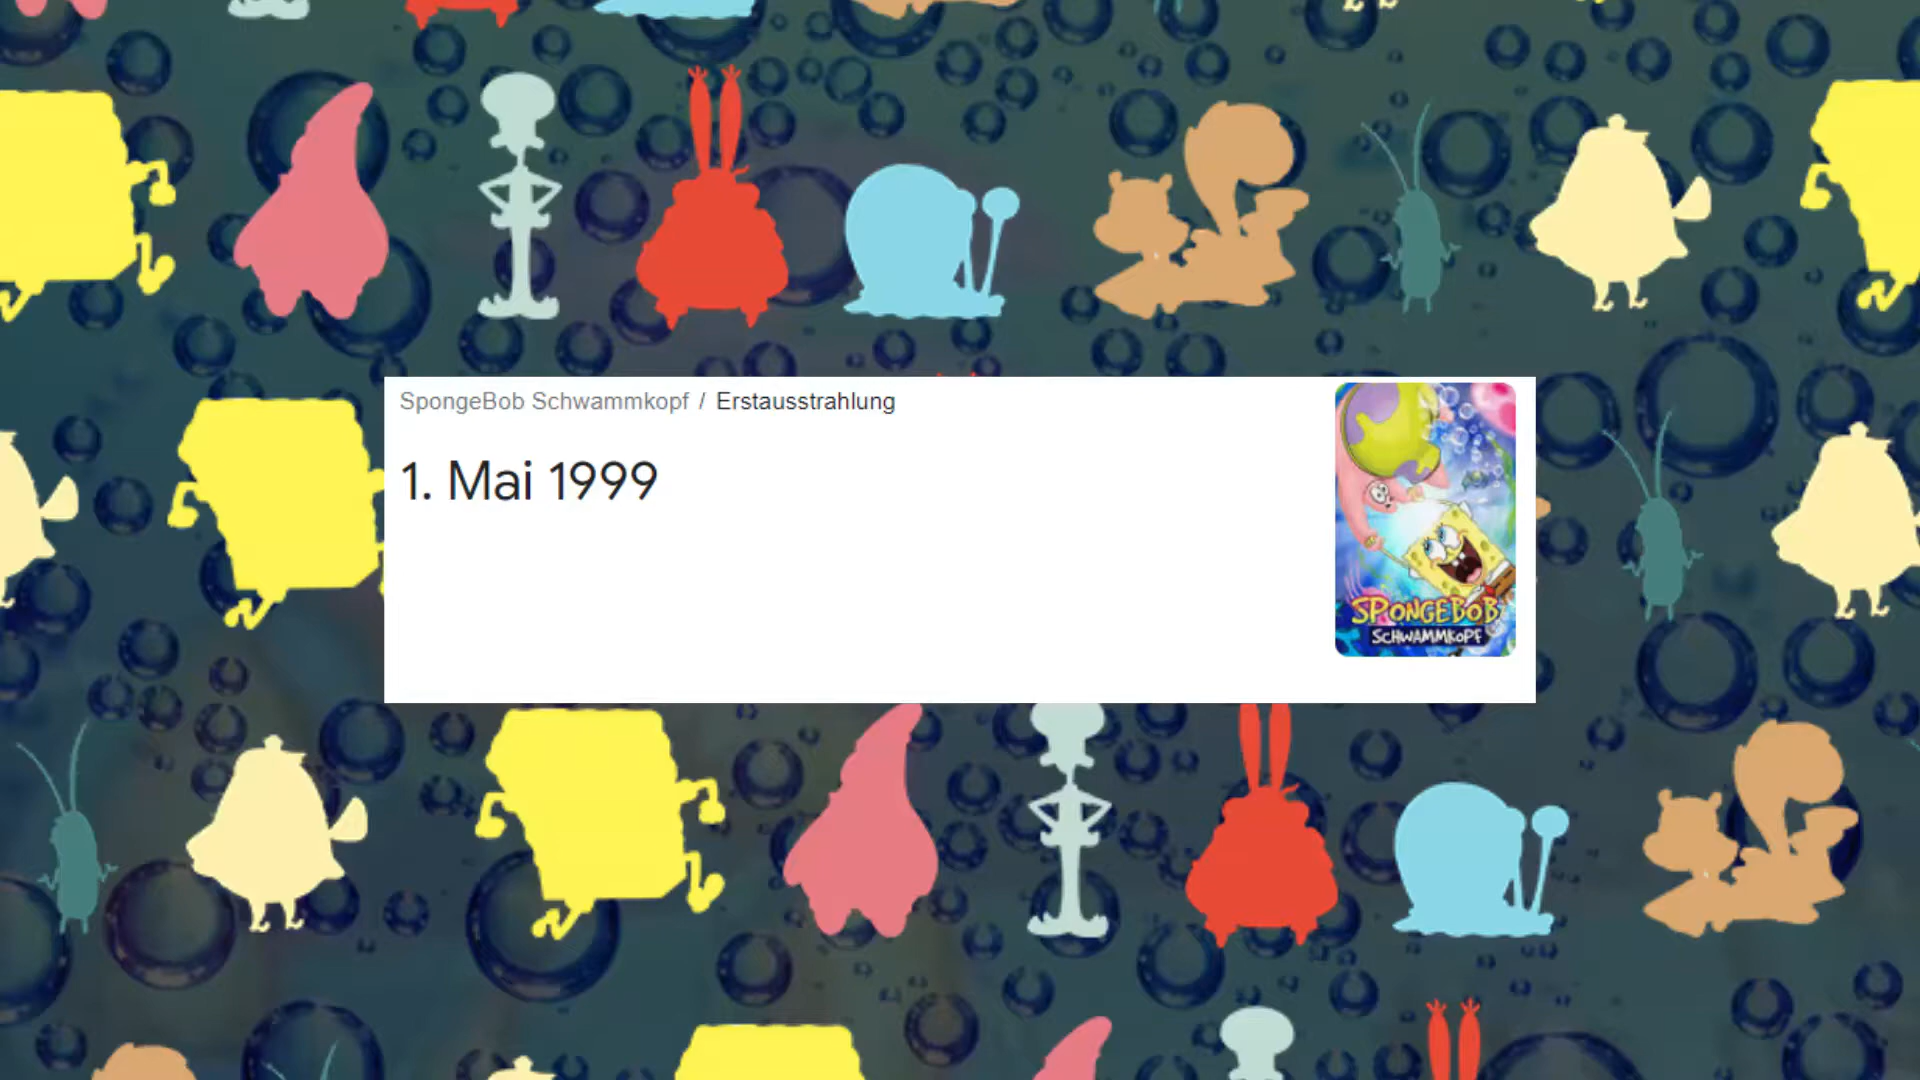 SpongeBob Schwammkopf / Erstausstrahlung
1. Mai 1999
SPONGEBOB
SCHWAMMKOPF